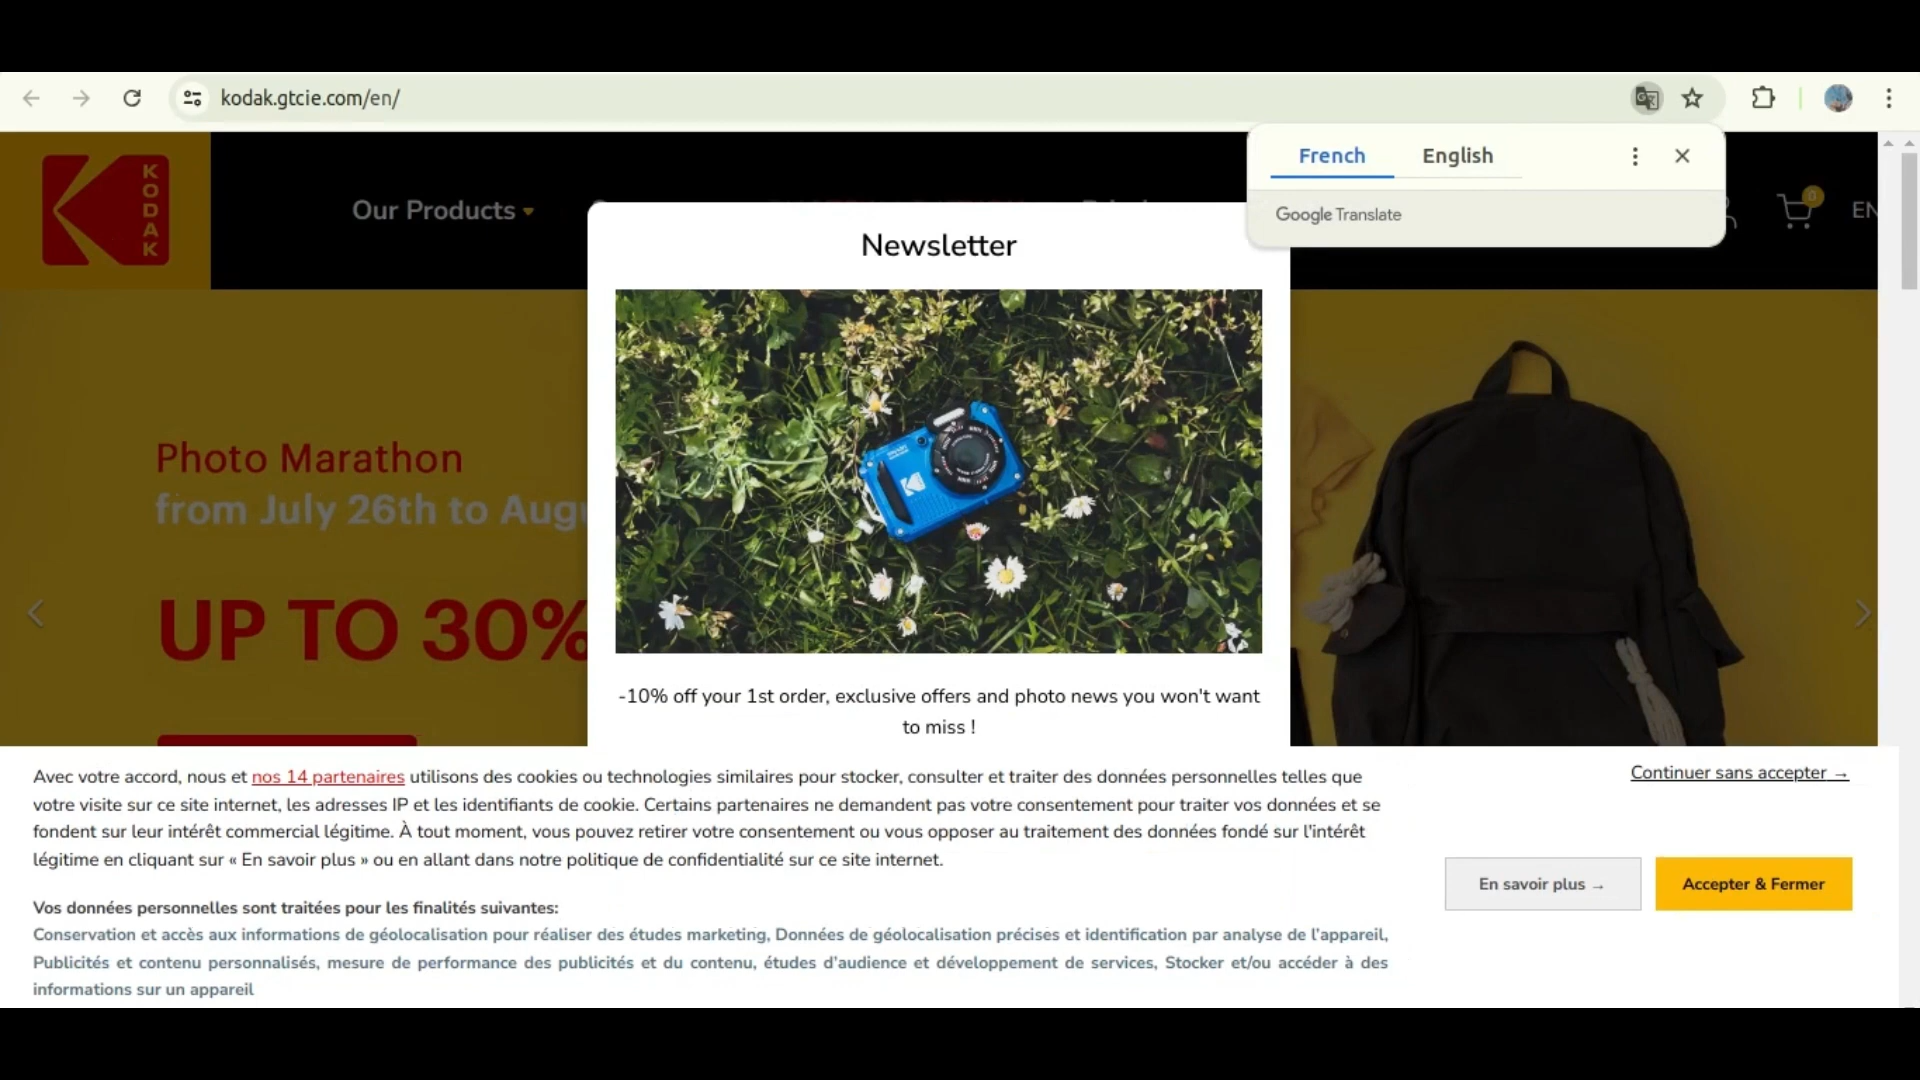 kodak.gtcie.com/en/
French English
Google Translate
KODAK
Our Products
0
EN
Newsletter
Photo Marathon
from July 26th to Augu
UP TO 30%
-10% off your 1st order, exclusive offers and photo news you won't want
to miss !
Avec votre accord, nous et nos 14 partenaires utilisons des cookies ou technologies similaires pour stocker, consulter et traiter des données personnelles telles que
votre visite sur ce site internet, les adresses IP et les identifiants de cookie. Certains partenaires ne demandent pas votre consentement pour traiter vos données et se
fondent sur leur intérêt commercial légitime. À tout moment, vous pouvez retirer votre consentement ou vous opposer au traitement des données fondé sur l'intérêt
légitime en cliquant sur « En savoir plus » ou en allant dans notre politique de confidentialité sur ce site internet.
Continuer sans accepter →
En savoir plus →
Accepter & Fermer
Vos données personnelles sont traitées pour les finalités suivantes:
Conservation et accès aux informations de géolocalisation pour réaliser des études marketing, Données de géolocalisation précises et identification par analyse de l'appareil,
Publicités et contenu personnalisés, mesure de performance des publicités et du contenu, études d'audience et développement de services, Stocker et/ou accéder à des
informations sur un appareil